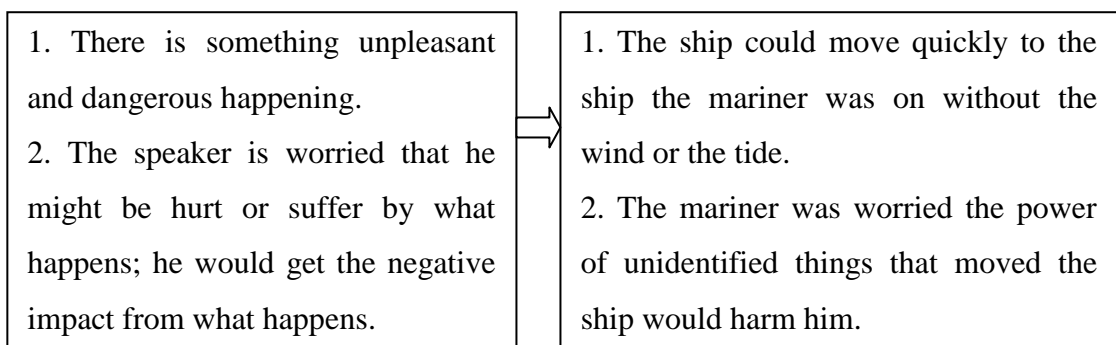 1. There is something unpleasant
and dangerous happening.
2. The speaker is worried that he
might be hurt or suffer by what
happens; he would get the negative
impact from what happens.
1. The ship could move quickly to the
ship the mariner was on without the
wind or the tide.
2. The mariner was worried the power
of unidentified things that moved the
ship would harm him.